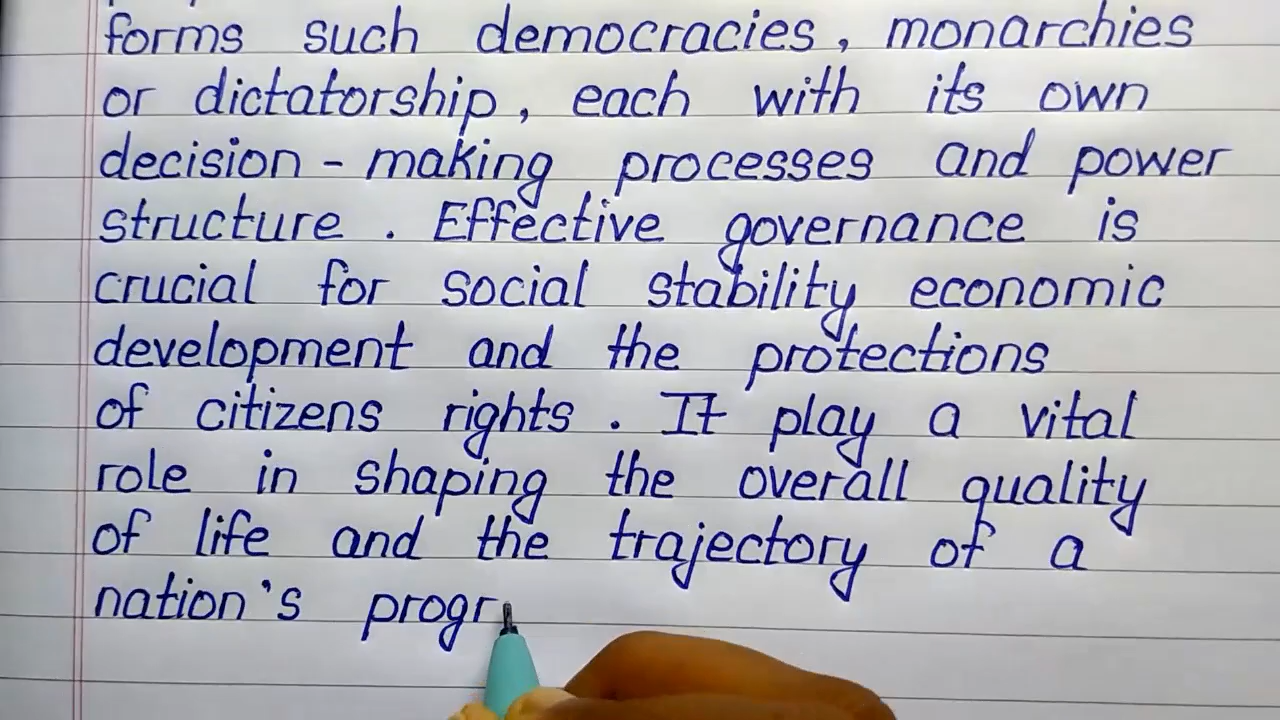 forms such democracies, monarchies
or dictatorship, each with its own
decision - making processes and power
structure. Effective governance is
crucial for social stability economic
development and the protections
of citizens rights. It play a vital
role in shaping the overall quality
of life and the trajectory of a
nation's progr